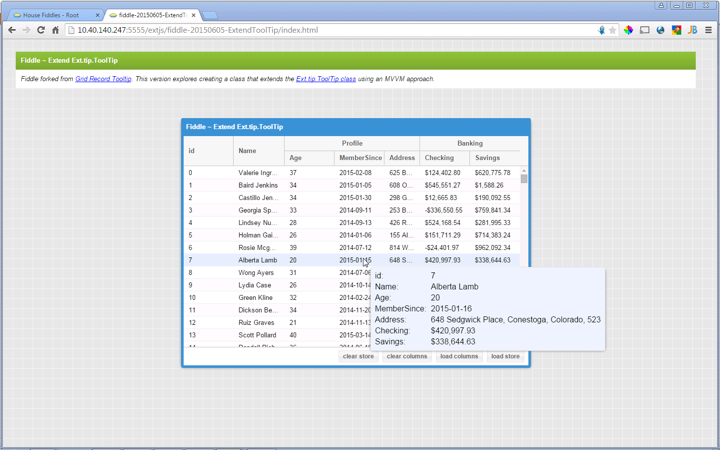 House Fiddles - Root
fiddle-20150605-ExtendT
10.40.140.247:5555/extjs/fiddle-20150605-ExtendToolTip/index.html
Fiddle – Extend Ext.tip.ToolTip
Fiddle forked from Grid Record Tooltip. This version explores creating a class that extends the Ext.tip.ToolTip class using an MVVM approach.
Fiddle – Extend Ext.tip.ToolTip
id Name Profile Banking
Age MemberSince Address Checking Savings
0 Valerie Ingr... 37 2015-02-08 625 B... $124,402.80 $620,775.78
1 Baird Jenkins 34 2015-01-05 608 O... $545,551.27 $1,588.26
2 Castillo Jen... 34 2015-01-30 298 G... $12,665.83 $190,092.55
3 Georgia Sp... 33 2014-09-11 253 B... -$336,550.55 $759,841.34
4 Lindsey Nu... 28 2014-09-13 426 R... $524,168.54 $281,995.33
5 Holman Gai... 26 2014-01-06 155 Al... $151,711.29 $714,383.24
6 Rosie Mcg... 39 2014-07-12 814 W... -$24,401.97 $962,092.34
7 Alberta Lamb 20 648 S... $420,997.93 $338,644.63
8 Wong Ayers 31 2014-07-06
9 Lydia Case 26 2014-10
10 Green Kline 32 2014-02-24
11 Dickson Be... 34 2014-11-20
12 Ruiz Graves 21 2014-11-13
13 Scott Pollard 40 2015-03-14
id: 7
Name: Alberta Lamb
Age: 20
MemberSince: 2015-01-16
Address: 648 Sedgwick Place, Conestoga, Colorado, 523
Checking: $420,997.93
Savings: $338,644.63
clear store clear columns load columns load store